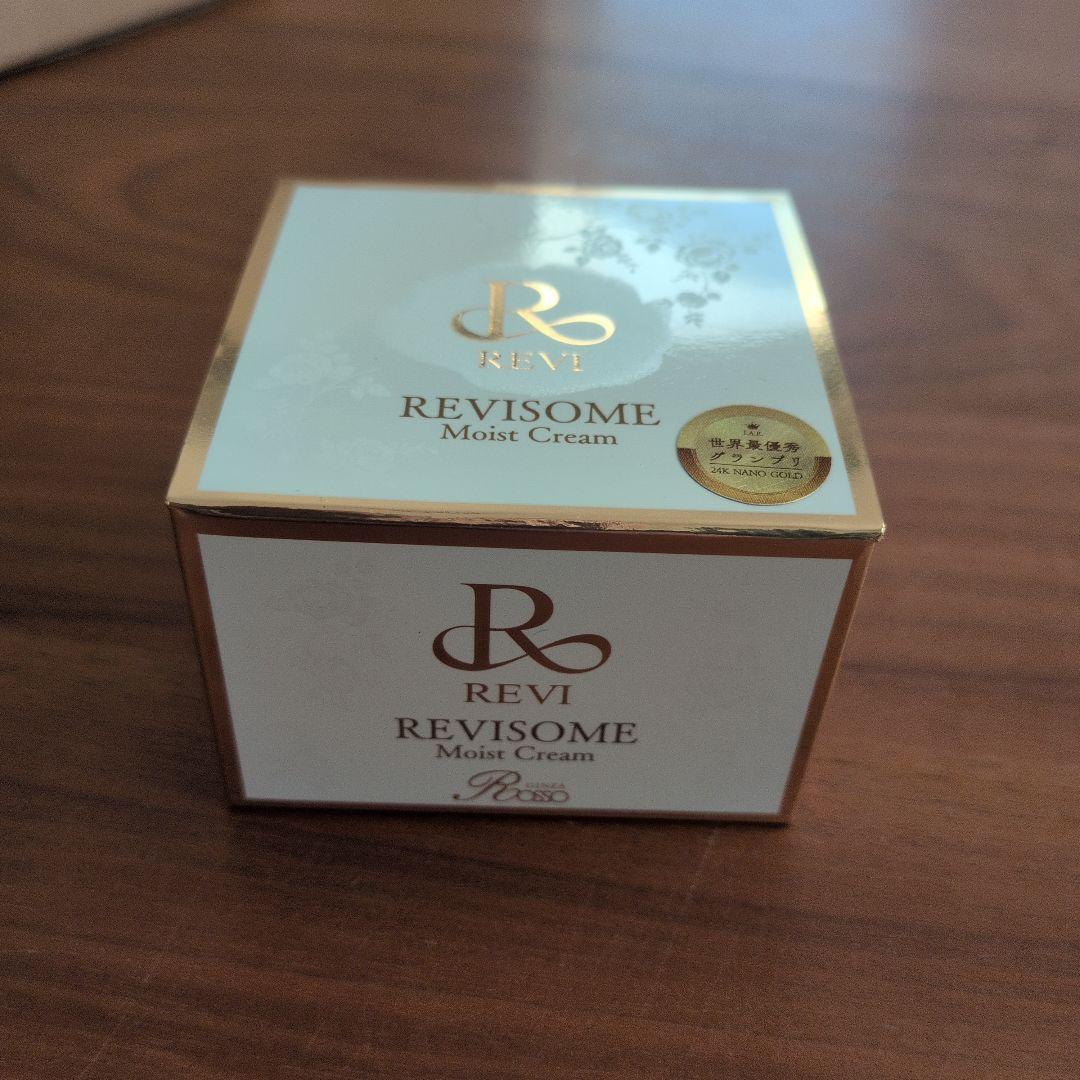 R
REVI
REVISOME
Moist Cream
J.A.P.
世界最優秀
グランプリ
24K NANO GOLD
R
REVI
REVISOME
Moist Cream
GINZA
Rosso